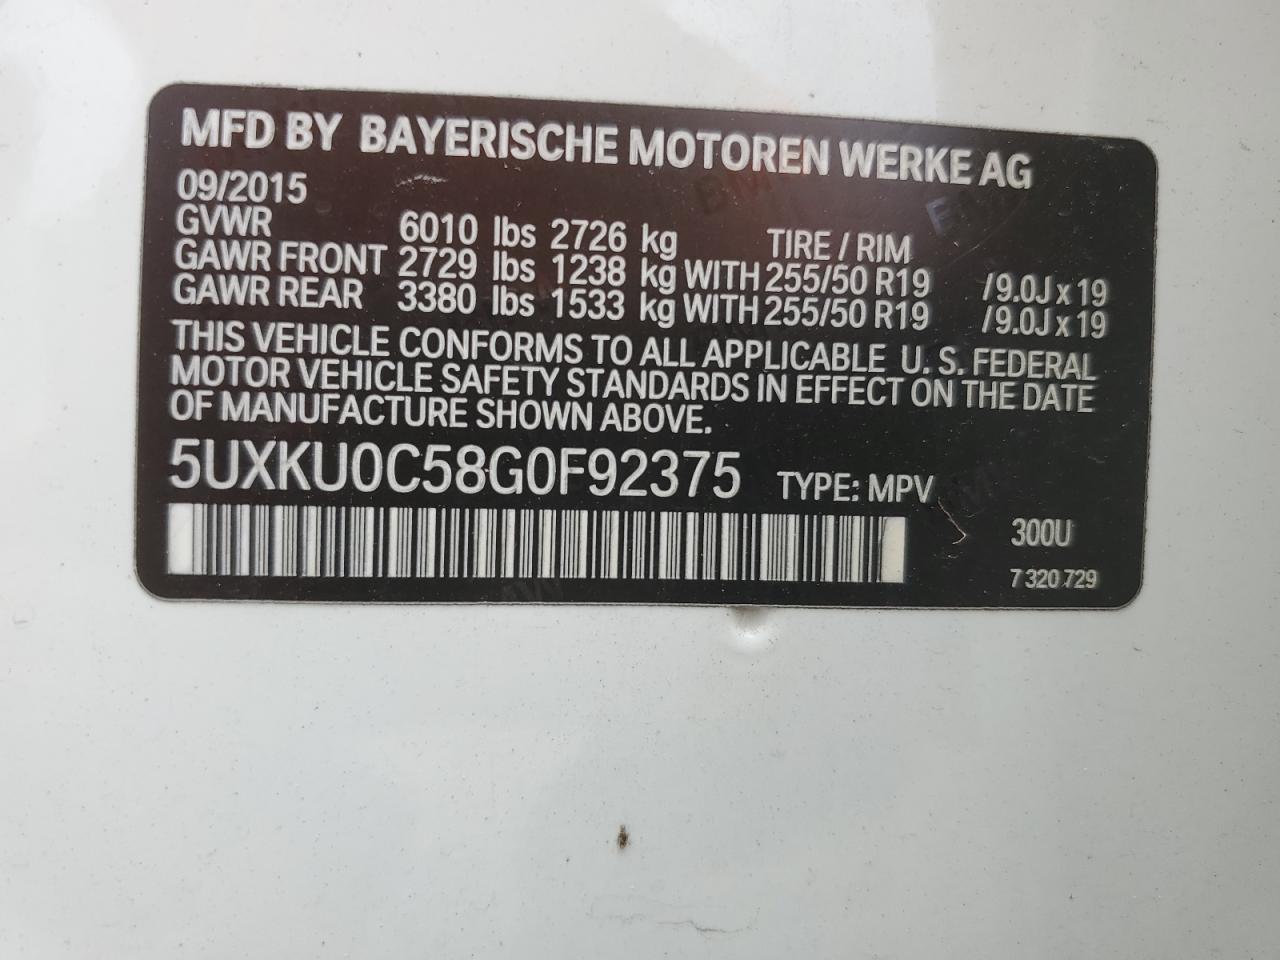 MFD BY BAYERISCHE MOTOREN WERKE AG
09/2015
GVWR 6010 lbs 2726 kg TIRE / RIM
GAWR FRONT 2729 lbs 1238 kg WITH 255/50 R19 /9.0J x 19
GAWR REAR 3380 lbs 1533 kg WITH 255/50 R19 /9.0J x 19
THIS VEHICLE CONFORMS TO ALL APPLICABLE U. S. FEDERAL
MOTOR VEHICLE SAFETY STANDARDS IN EFFECT ON THE DATE
OF MANUFACTURE SHOWN ABOVE.
5UXKU0C58G0F92375 TYPE: MPV
300U
7 320 729